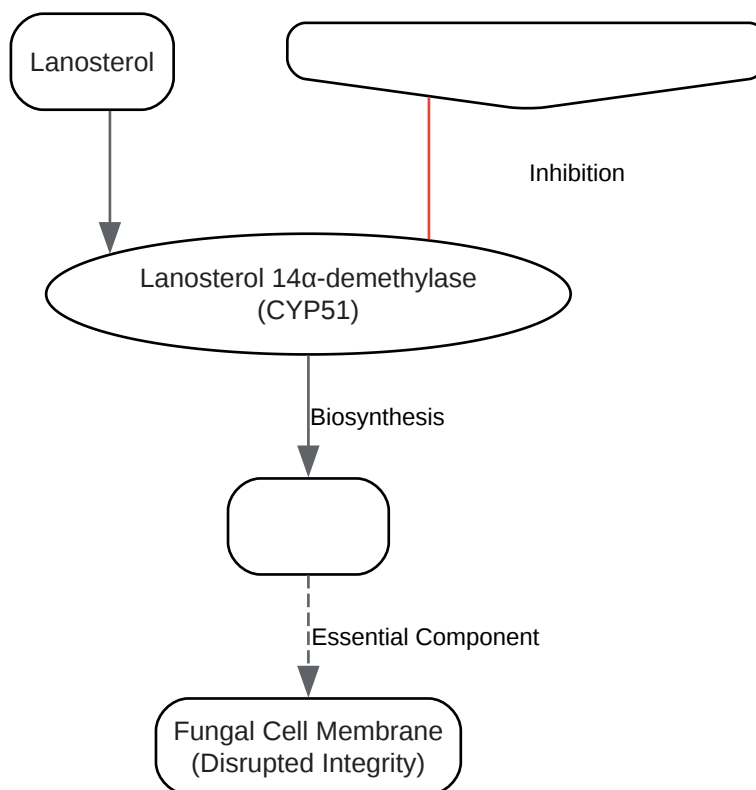 Lanosterol
Inhibition
Lanosterol 14α-demethylase
(CYP51)
Biosynthesis
Essential Component
Fungal Cell Membrane
(Disrupted Integrity)